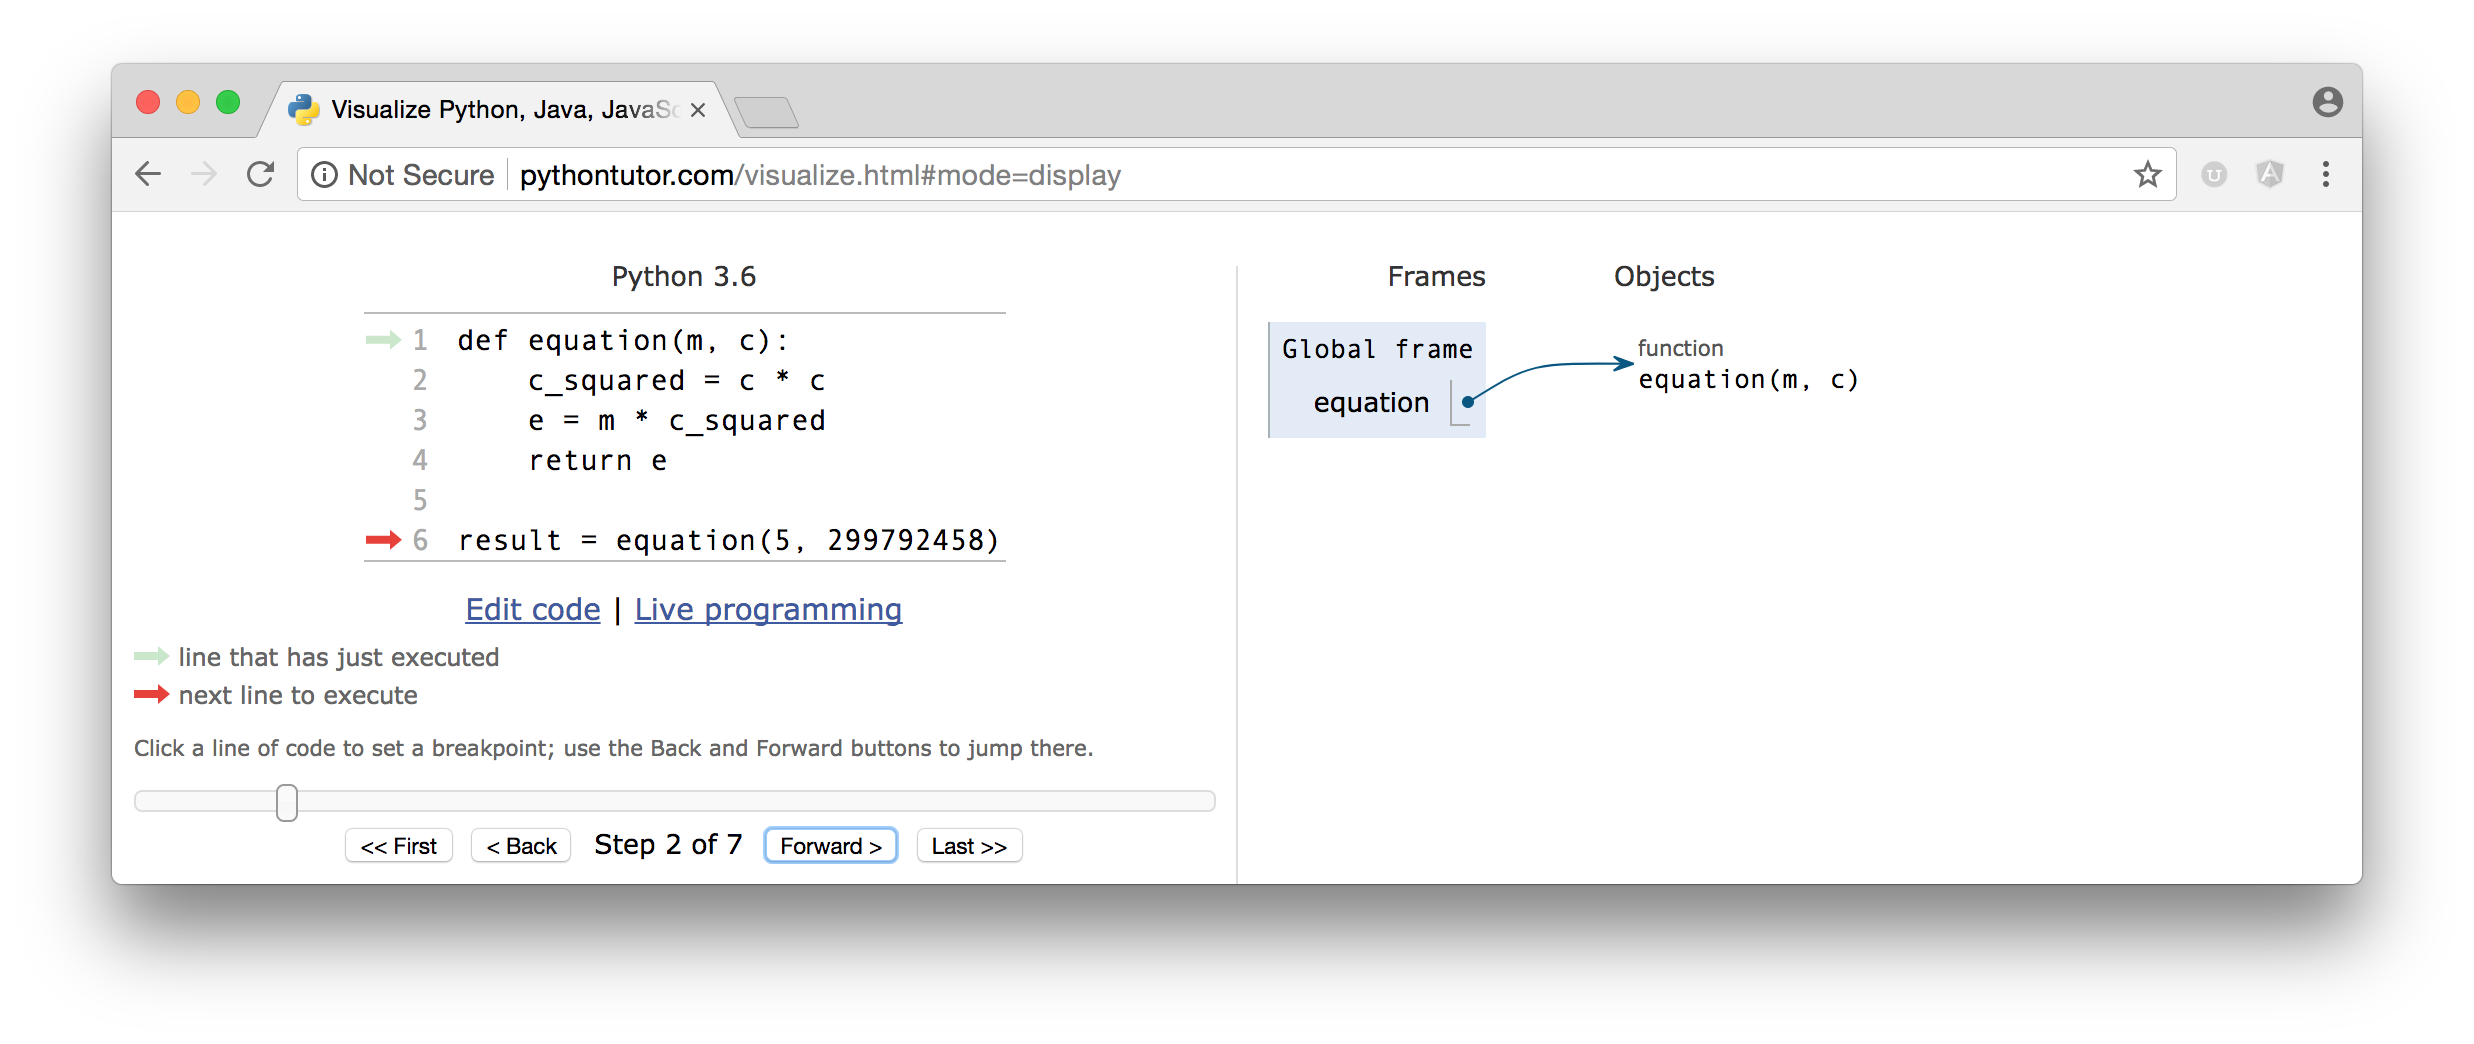 Visualize Python, Java, JavaSc
Not Secure pythontutor.com/visualize.html#mode=display
Python 3.6
1 def equation(m, c):
2 c_squared = c * c
3 e = m * c_squared
4 return e
5
6 result = equation(5, 299792458)
Edit code | Live programming
line that has just executed
next line to execute
Click a line of code to set a breakpoint; use the Back and Forward buttons to jump there.
<< First < Back Step 2 of 7 Forward > Last >>
Frames Objects
Global frame
equation
function
equation(m, c)